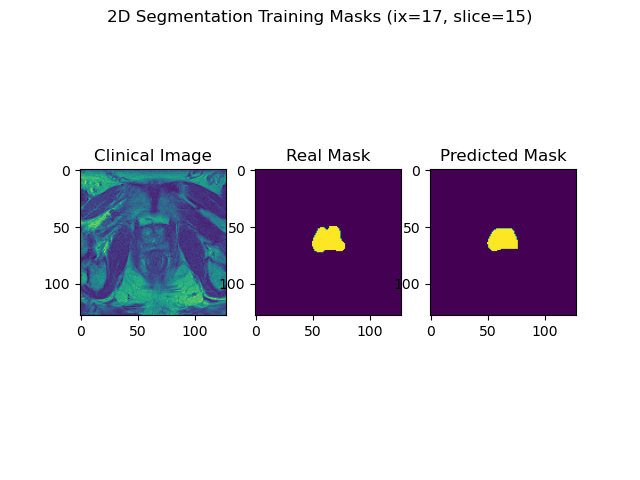 2D Segmentation Training Masks (ix=17, slice=15)
Clinical Image Real Mask Predicted Mask
0 0 0
50 50 50
100 100 100
0 50 100 0 50 100 0 50 100